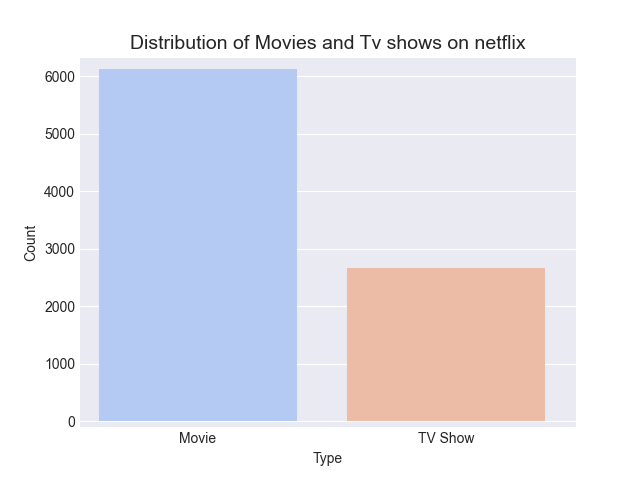 Distribution of Movies and Tv shows on netflix
6000
5000
4000
3000
2000
1000
0
Count
Movie
TV Show
Type